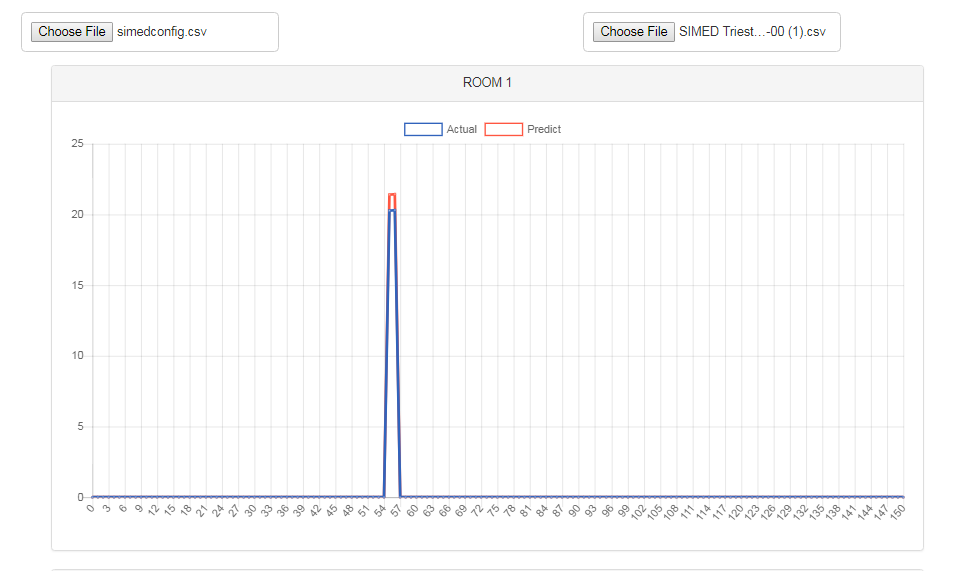 Choose File simedconfig.csv
Choose File SIMED Triest...-00 (1).csv
ROOM 1
Actual Predict
25
20
15
10
5
0
0 3 6 9 12 15 18 21 24 27 30 33 36 39 42 45 48 51 54 57 60 63 66 69 72 75 78 81 84 87 90 93 96 99 102 105 108 111 114 117 120 123 126 129 132 135 138 141 144 147 150